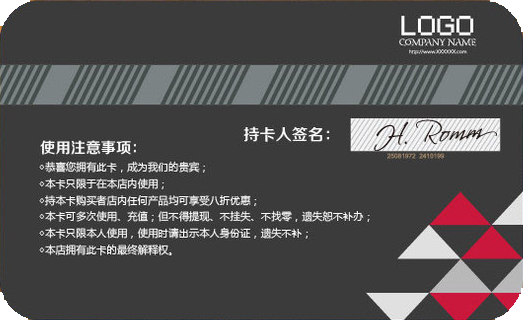 LOGO
COMPANY NAME
http://www.XXXXXX.com
持卡人签名：
H. Romm
25081972 2410199
使用注意事项：
◇恭喜您拥有此卡，成为我们的贵宾；
◇本卡只限于在本店内使用；
◇持本卡购买者店内任何产品均可享受八折优惠；
◇本卡可多次使用、充值；但不得提现、不挂失、不找零，遗失恕不补办；
◇本卡只限本人使用，使用时请出示本人身份证，遗失不补；
◇本店拥有此卡的最终解释权。